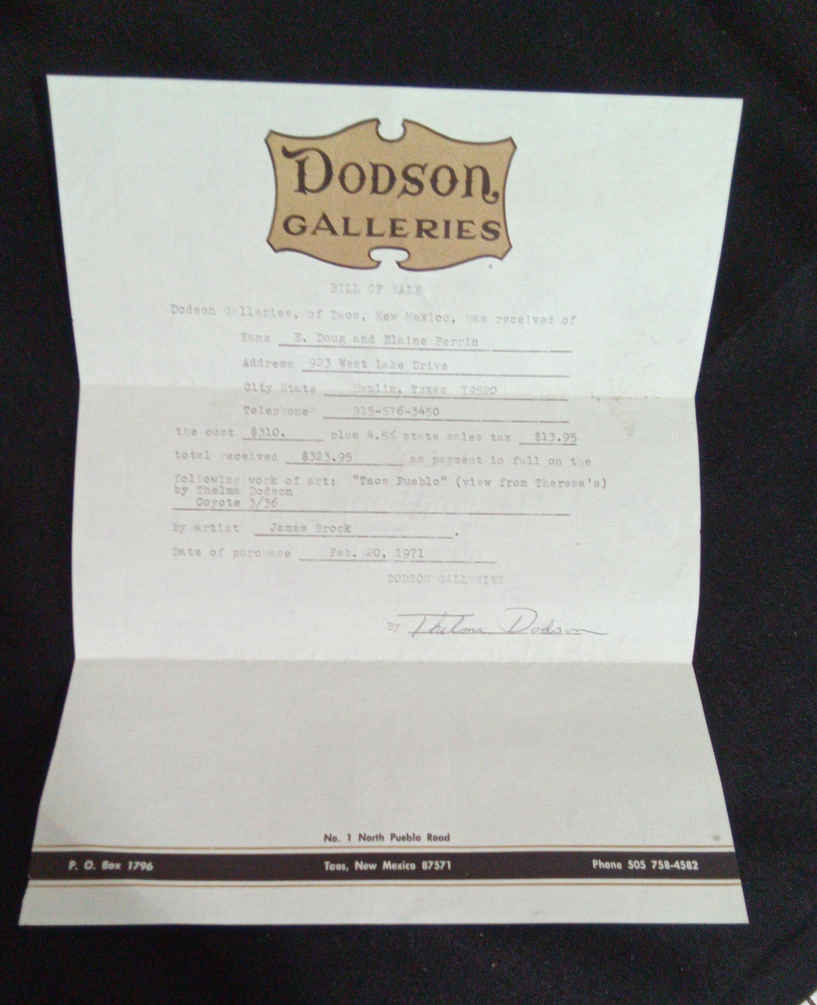 DODSON
GALLERIES
BILL OF SALE
Dodson Galleries, of Taos, New Mexico, has received of
Name E. Doug and Elaine Perrin
Address 923 West Lake Drive
City State Hamlin, Texas 79520
Telephone 915-576-3450
the cost $310. plus 4.5% state sales tax $13.95
total received $323.95 as payment in full on the
following work of art: "Taos Pueblo" (view from Theresa's)
by Thelma Dodson
Coyote 3/36
by artist James Brock.
Date of purchase Feb. 20, 1971
DODSON GALLERIES
By Thelma Dodson
No. 1 North Pueblo Road
P. O. Box 1796 Taos, New Mexico 87571 Phone 505 758-4582